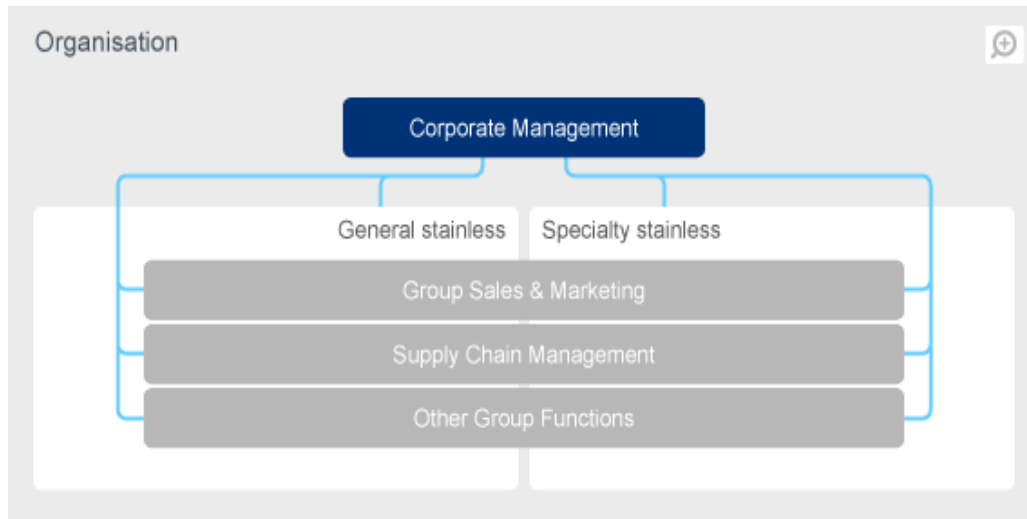 Organisation
Corporate Management
General stainless
Specialty stainless
Group Sales & Marketing
Supply Chain Management
Other Group Functions